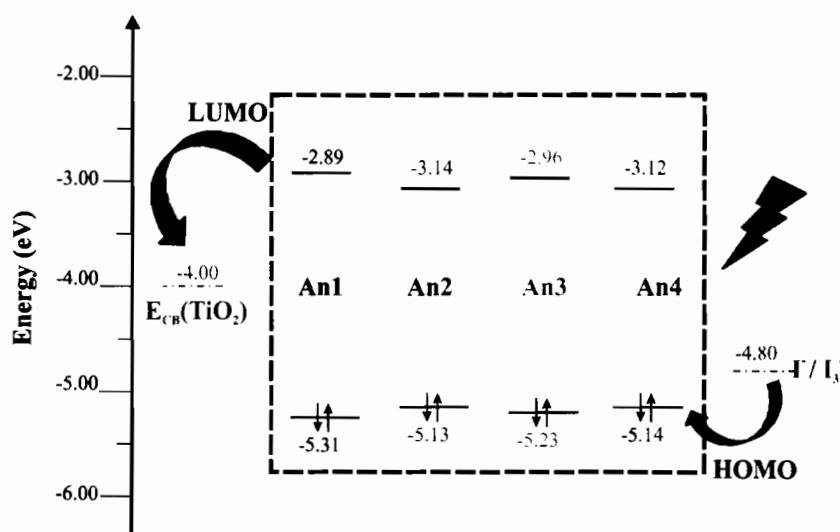 -2.00
LUMO
-2.89
-3.14
-2.96
-3.12
-3.00
Energy (eV)
-4.00
-4.00
An1
An2
An3
An4
E_CB(TiO₂)
-4.80
I⁻/ I₃⁻
-5.00
-5.31
-5.13
-5.23
-5.14
HOMO
-6.00